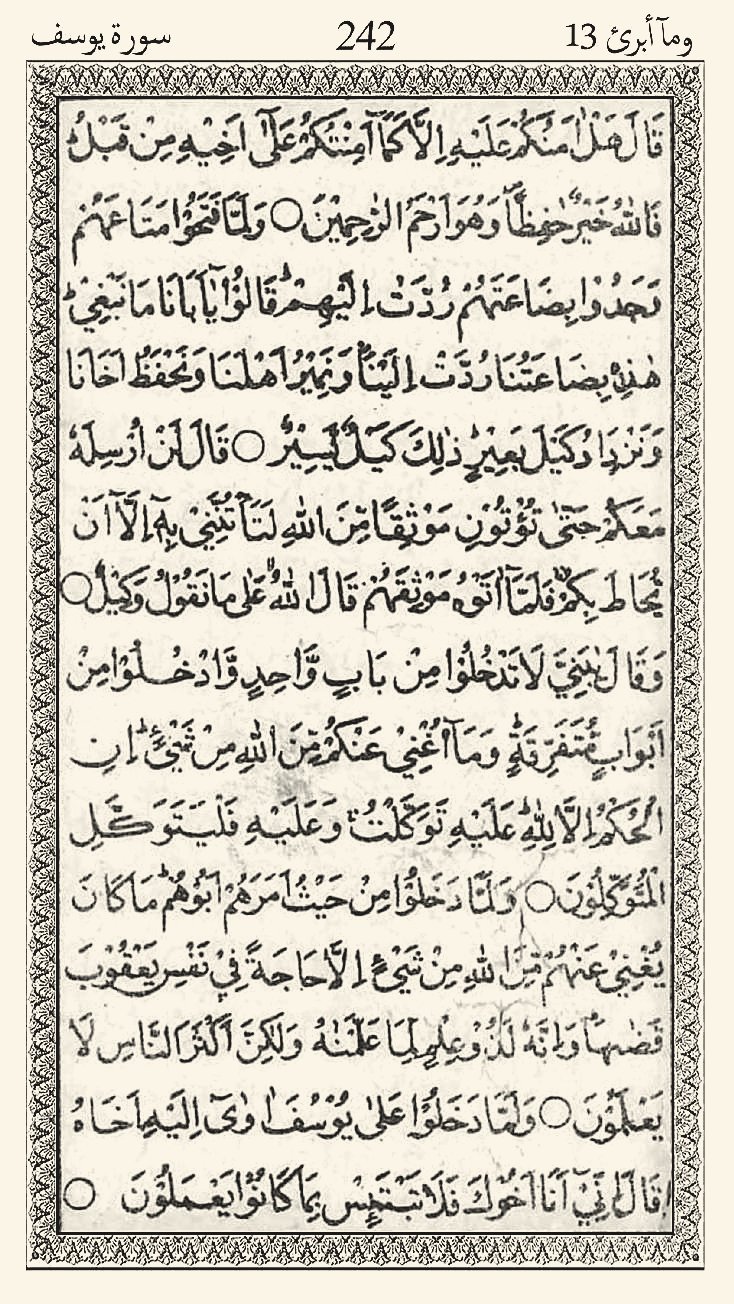 ومآ أبرئ 13 242 سورة يوسف
قَالَ هَلْ اٰمَنُكُمْ عَلَيْهِ اِلَّا كَمَاۤ اَمِنْتُكُمْ عَلٰۤى اَخِيْهِ مِنْ قَبْلُ
فَاللّٰهُ خَيْرٌ حٰفِظًا وَّهُوَ اَرْحَمُ الرّٰحِمِيْنَ ○ وَلَمَّا فَتَحُوْا مَتَاعَهُمْ
وَجَدُوْا بِضَاعَتَهُمْ رُدَّتْ اِلَيْهِمْ ؕ قَالُوْا يٰۤاَبَانَا مَا نَبْغِيْ ؕ
هٰذِهٖ بِضَاعَتُنَا رُدَّتْ اِلَيْنَا وَنَمِيْرُ اَهْلَنَا وَنَحْفَظُ اَخَانَا
وَنَزْدَادُ كَيْلَ بَعِيْرٍ ؕ ذٰلِكَ كَيْلٌ يَّسِيْرٌ ○ قَالَ لَنْ اُرْسِلَهٗ
مَعَكُمْ حَتّٰى تُؤْتُوْنِ مَوْثِقًا مِّنَ اللّٰهِ لَتَاْتُنَّنِيْ بِهٖۤ اِلَّاۤ اَنْ
يُّحَاطَ بِكُمْ فَلَمَّاۤ اٰتَوْهُ مَوْثِقَهُمْ قَالَ اللّٰهُ عَلٰى مَا نَقُوْلُ وَكِيْلٌ ○
وَقَالَ يٰبَنِيَّ لَا تَدْخُلُوْا مِنْ بَابٍ وَّاحِدٍ وَّادْخُلُوْا مِنْ
اَبْوَابٍ مُّتَفَرِّقَةٍ ؕ وَمَاۤ اُغْنِيْ عَنْكُمْ مِّنَ اللّٰهِ مِنْ شَيْءٍ ؕ اِنِ
الْحُكْمُ اِلَّا لِلّٰهِ ؕ عَلَيْهِ تَوَكَّلْتُ وَعَلَيْهِ فَلْيَتَوَكَّلِ
الْمُتَوَكِّلُوْنَ ○ وَلَمَّا دَخَلُوْا مِنْ حَيْثُ اَمَرَهُمْ اَبُوْهُمْ ؕ مَا كَانَ
يُغْنِيْ عَنْهُمْ مِّنَ اللّٰهِ مِنْ شَيْءٍ اِلَّا حَاجَةً فِيْ نَفْسِ يَعْقُوْبَ
قَضٰىهَا ؕ وَاِنَّهٗ لَذُوْ عِلْمٍ لِّمَا عَلَّمْنٰهُ وَلٰكِنَّ اَكْثَرَ النَّاسِ لَا
يَعْلَمُوْنَ ○ وَلَمَّا دَخَلُوْا عَلٰى يُوْسُفَ اٰوٰۤى اِلَيْهِ اَخَاهُ
قَالَ اِنِّيْۤ اَنَا اَخُوْكَ فَلَا تَبْتَئِسْ بِمَا كَانُوْا يَعْمَلُوْنَ ○